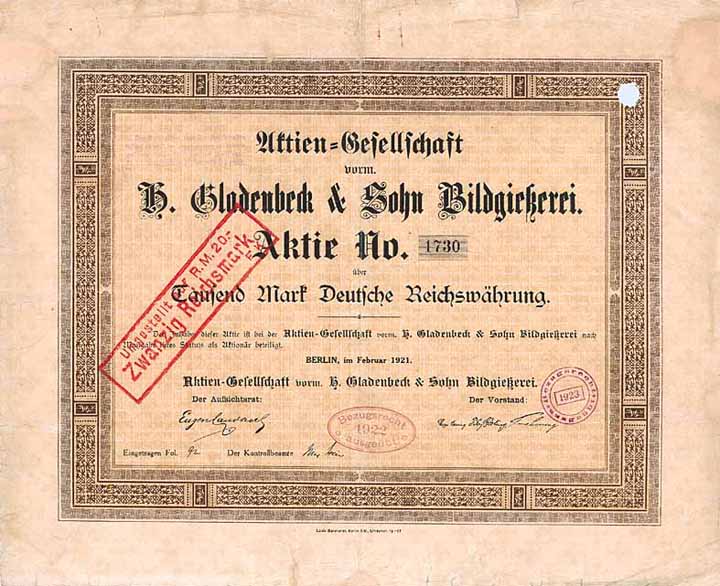 Aktien-Gesellschaft
vorm.
H. Gladenbeck & Sohn Bildgießerei.
Aktie No. 1730
über
Tausend Mark Deutsche Reichswährung.
Der Inhaber dieser Aktie ist bei der Aktien-Gesellschaft vorm. H. Gladenbeck & Sohn Bildgießerei nach
Massgabe ihres Statuts als Aktionär beteiligt.
BERLIN, im Februar 1921.
Aktien-Gesellschaft vorm. H. Gladenbeck & Sohn Bildgießerei.
Der Aufsichtsrat:
Der Vorstand:
Eingetragen Fol. 92
Der Kontrollbeamte
Umgestellt R.M. 20.-
Zwanzig Reichsmark
Bezugsrecht
1922
ausgeübt
Bezugsrecht
1923